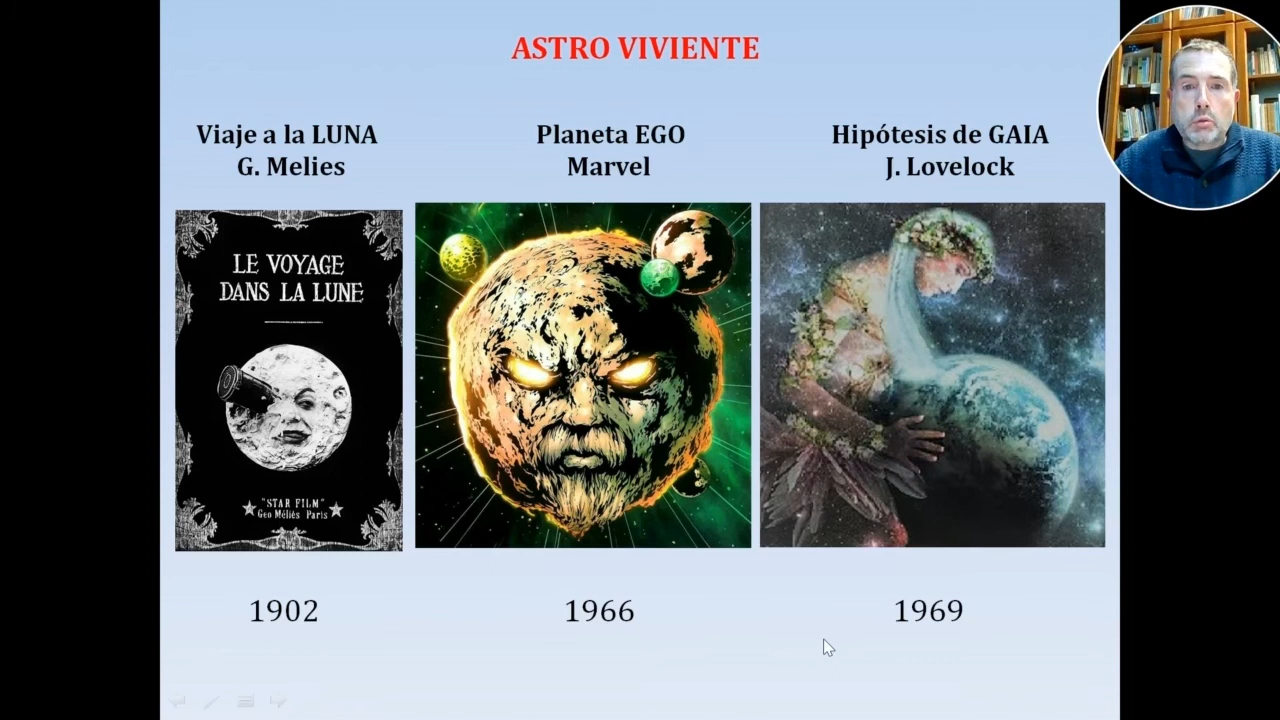 ASTRO VIVIENTE
Viaje a la LUNA
G. Melies
Planeta EGO
Marvel
Hipótesis de GAIA
J. Lovelock
LE VOYAGE
DANS LA LUNE
"STAR FILM"
Geo Méliès Paris
1902
1966
1969